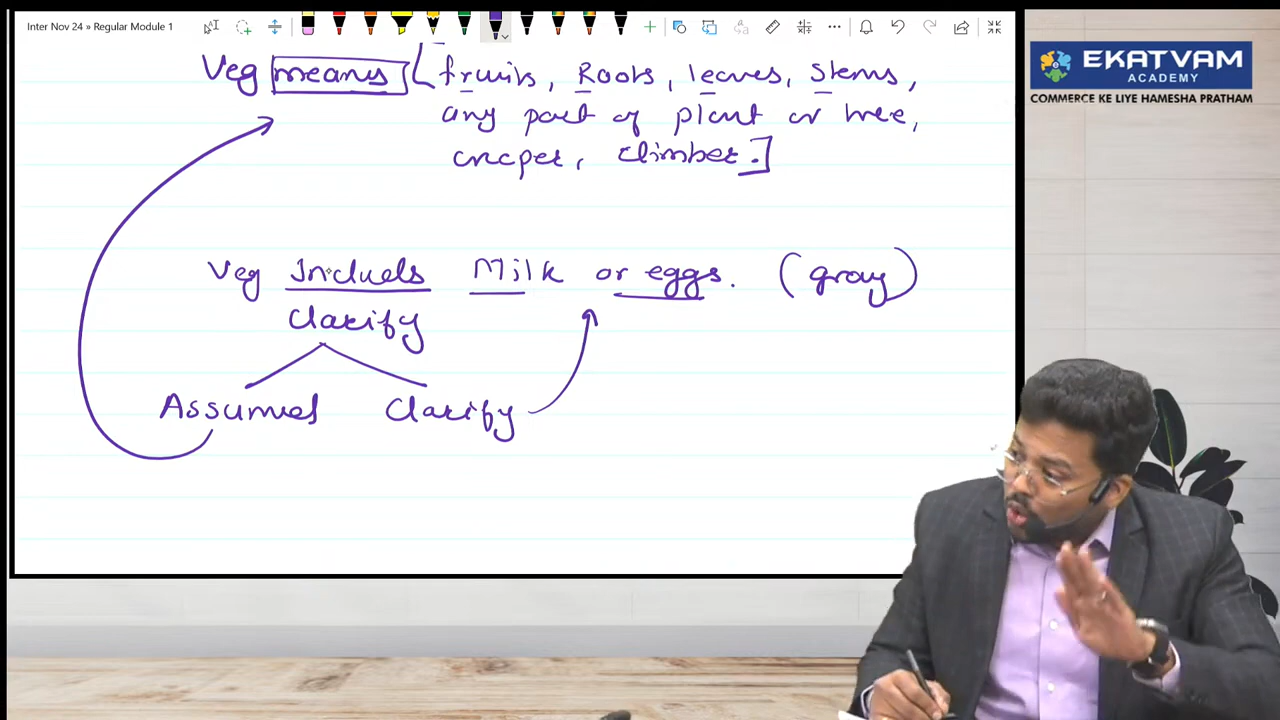 Inter Nov 24 » Regular Module 1
EKATVAM
ACADEMY
COMMERCE KE LIYE HAMESHA PRATHAM
Veg means [fruits, Roots, leaves, Stems,
any part of plant or tree,
creeper, climber.]
Veg Includs Milk or eggs. (gray)
Clarify
Assumed Clarify